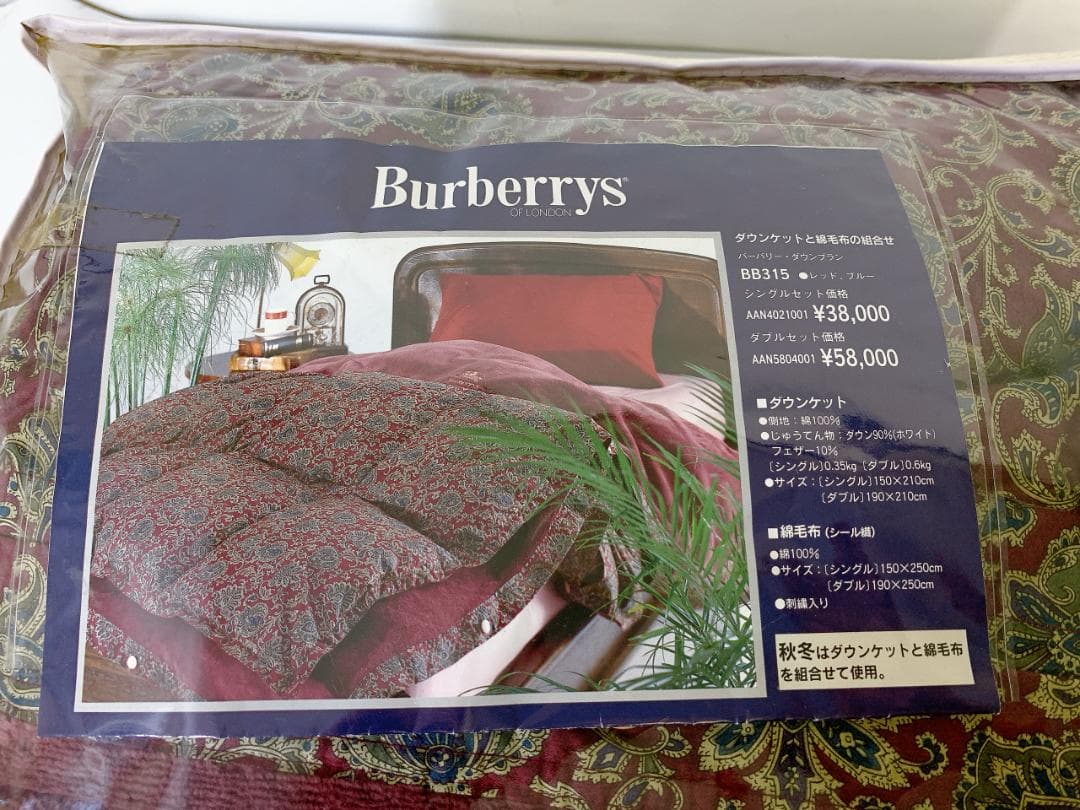 Burberrys®
OF LONDON
ダウンケットと綿毛布の組合せ
バーバリー・ダウンプラン
BB315 ●レッド、ブルー
シングルセット価格
AAN4021001 ¥38,000
ダブルセット価格
AAN5804001 ¥58,000
■ダウンケット
●側地：綿100%
●じゅうてん物；ダウン90%(ホワイト)
フェザー10%
〔シングル〕0.35kg〔ダブル〕0.6kg
●サイズ：〔シングル〕150×210cm
〔ダブル〕190×210cm
■綿毛布(シール織)
●綿100%
●サイズ：〔シングル〕150×250cm
〔ダブル〕190×250cm
●刺繍入り
秋冬はダウンケットと綿毛布
を組合せて使用。